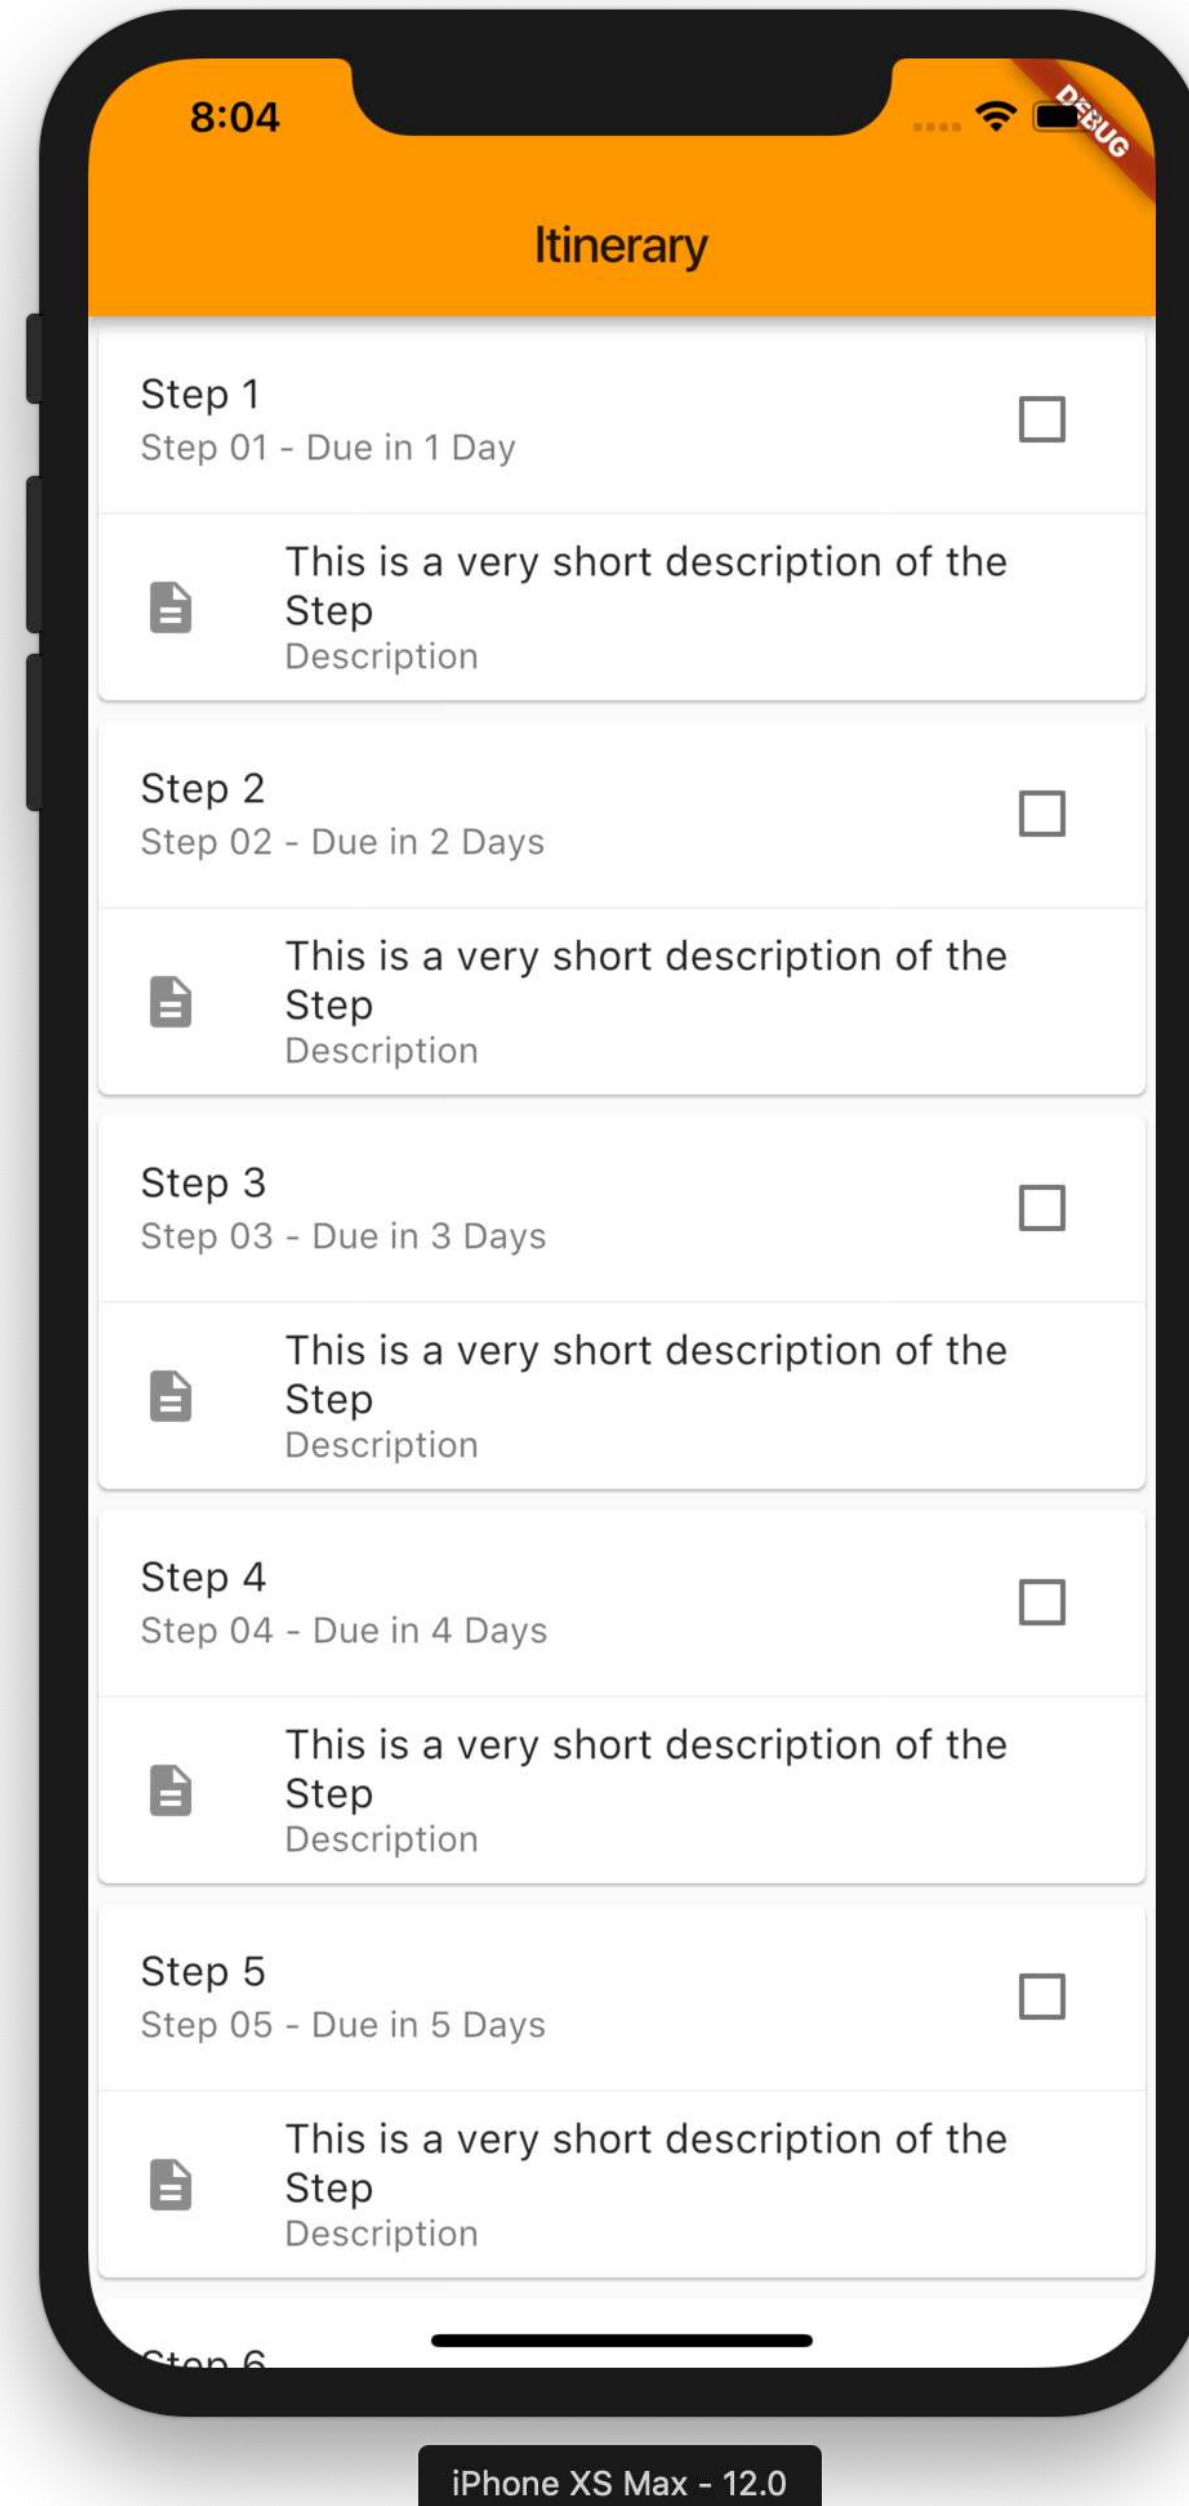 8:04
DEBUG
Itinerary
Step 1
Step 01 - Due in 1 Day
This is a very short description of the
Step
Description
Step 2
Step 02 - Due in 2 Days
This is a very short description of the
Step
Description
Step 3
Step 03 - Due in 3 Days
This is a very short description of the
Step
Description
Step 4
Step 04 - Due in 4 Days
This is a very short description of the
Step
Description
Step 5
Step 05 - Due in 5 Days
This is a very short description of the
Step
Description
Step 6
iPhone XS Max - 12.0